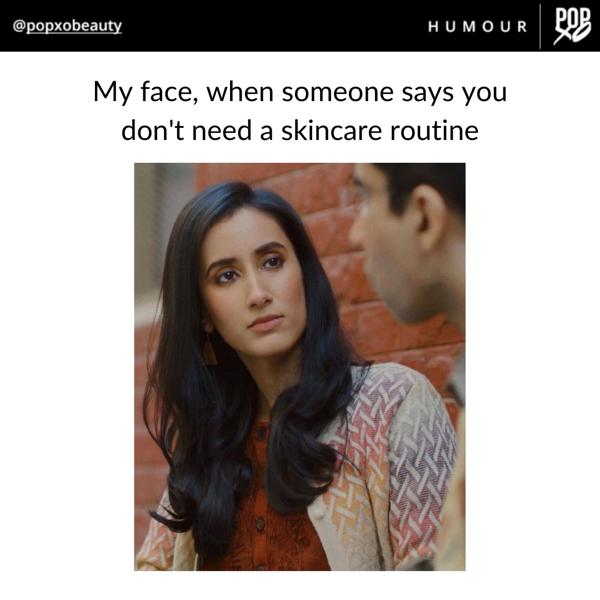 @popxobeauty
HUMOUR
POP
XO
My face, when someone says you
don't need a skincare routine